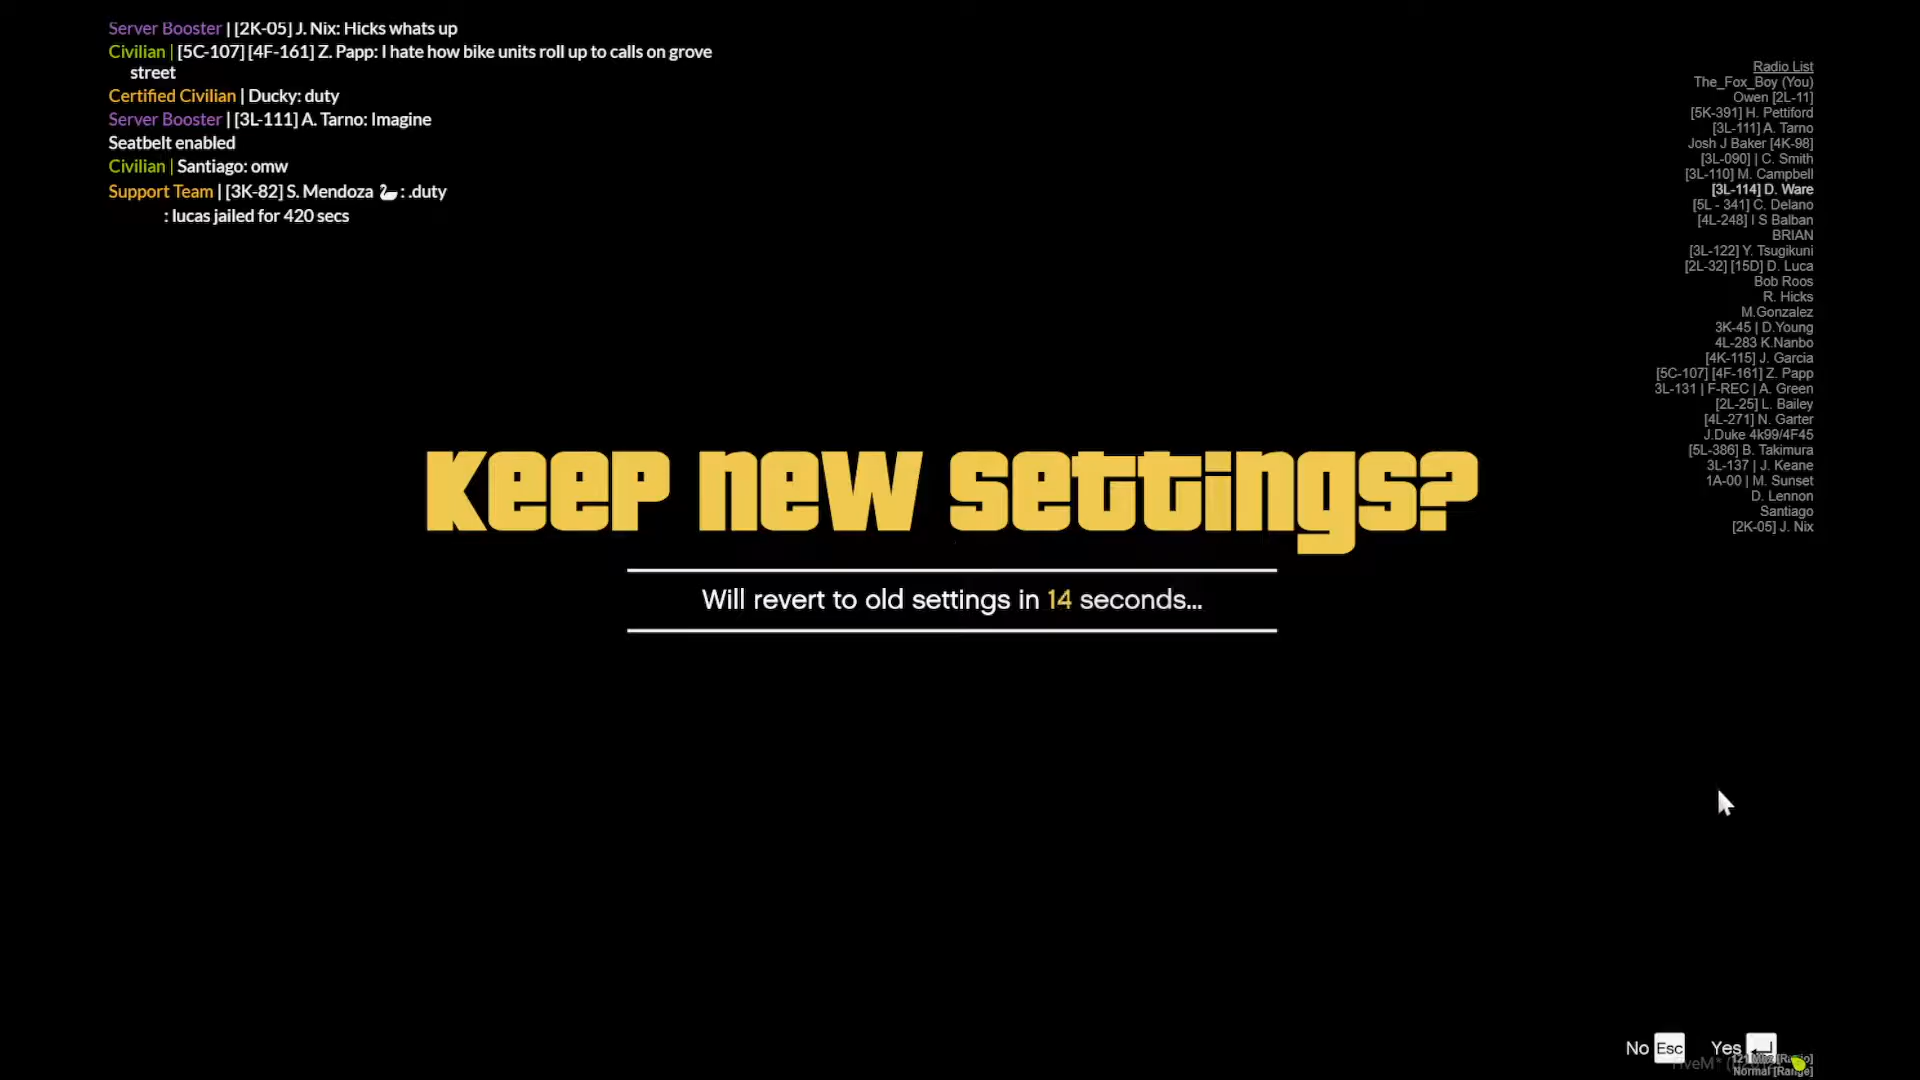 Server Booster | [2K-05] J. Nix: Hicks whats up
Civilian | [5C-107] [4F-161] Z. Papp: I hate how bike units roll up to calls on grove
street
Certified Civilian | Ducky: duty
Server Booster | [3L-111] A. Tarno: Imagine
Seatbelt enabled
Civilian | Santiago: omw
Support Team | [3K-82] S. Mendoza 🦢 : .duty
: lucas jailed for 420 secs
Radio List
The_Fox_Boy (You)
Owen [2L-11]
[5K-391] H. Pettiford
[3L-111] A. Tarno
Josh J Baker [4K-98]
[3L-090] | C. Smith
[3L-110] M. Campbell
[3L-114] D. Ware
[5L - 341] C. Delano
[4L-248] I S Balban
BRIAN
[3L-122] Y. Tsugikuni
[2L-32] [15D] D. Luca
Bob Roos
R. Hicks
M.Gonzalez
3K-45 | D.Young
4L-283 K.Nanbo
[4K-115] J. Garcia
[5C-107] [4F-161] Z. Papp
3L-131 | F-REC | A. Green
[2L-25] L. Bailey
[4L-271] N. Garter
J.Duke 4k99/4F45
[5L-386] B. Takimura
3L-137 | J. Keane
1A-00 | M. Sunset
D. Lennon
Santiago
[2K-05] J. Nix
Keep new settings?
Will revert to old settings in 14 seconds...
No Esc Yes
Normal [Range]